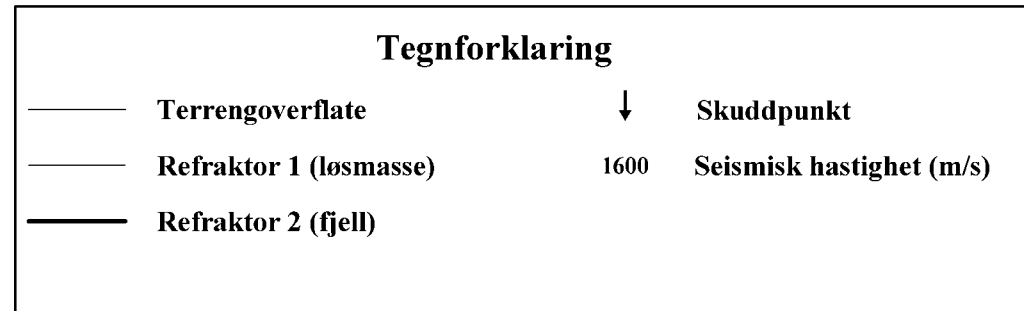 Tegnforklaring
Terrengoverflate
Skuddpunkt
Refraktor 1 (løsmasse)
1600 Seismisk hastighet (m/s)
Refraktor 2 (fjell)